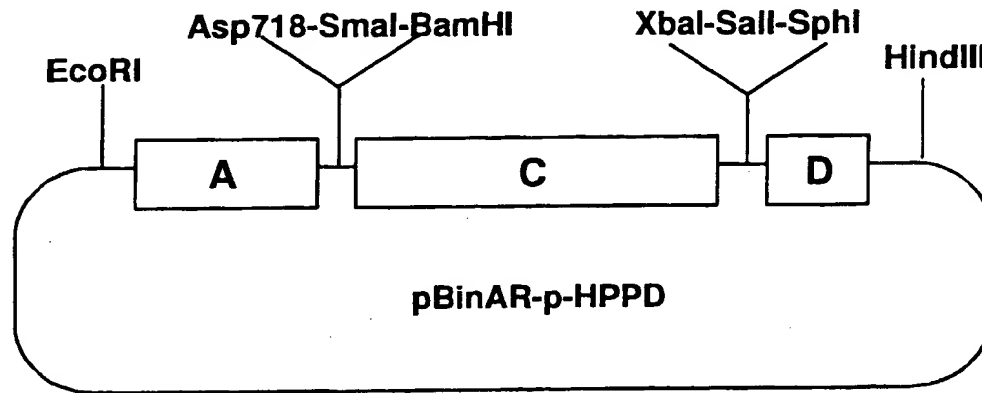 Asp718-SmaI-BamHI
XbaI-SalI-SphI
EcoRI
HindIII
A
C
D
pBinAR-p-HPPD